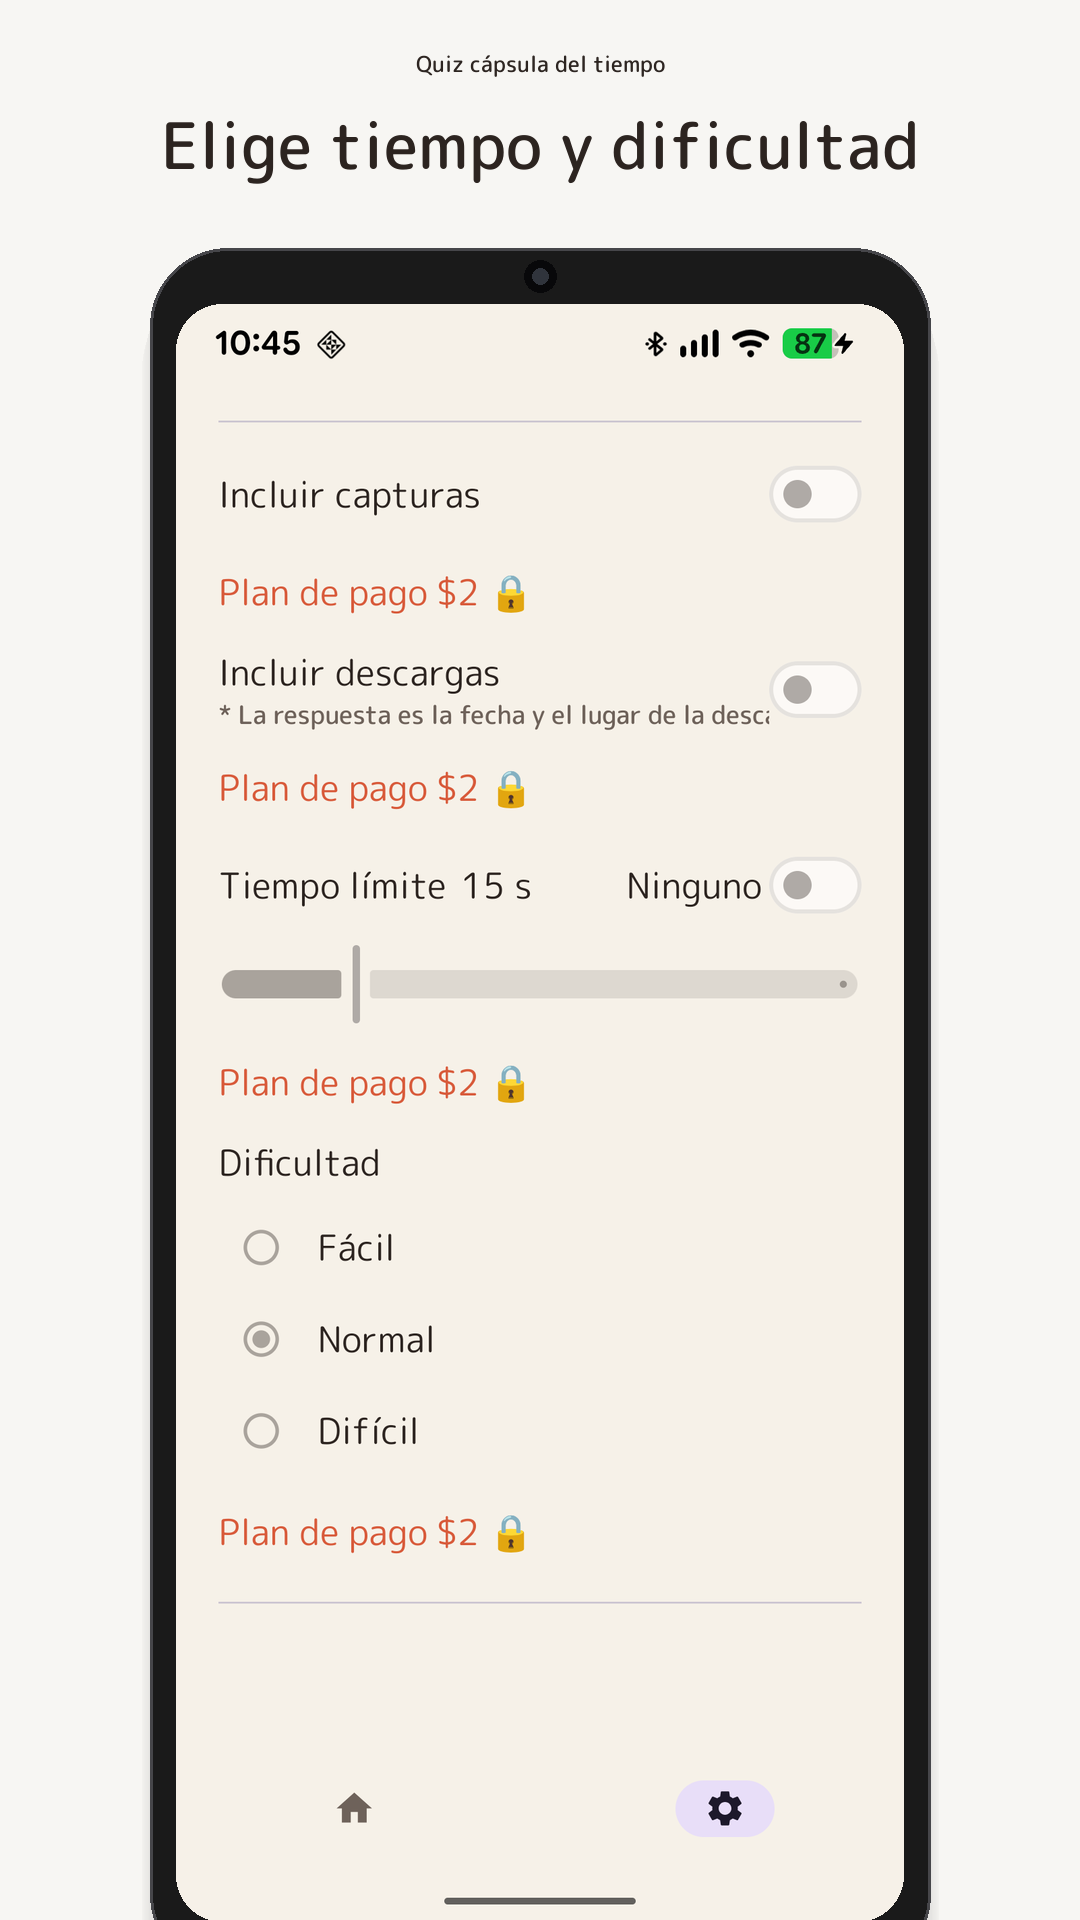 Quiz cápsula del tiempo
Elige tiempo y dificultad
10:45
87
Incluir capturas
Plan de pago $2 🔒
Incluir descargas
* La respuesta es la fecha y el lugar de la
Plan de pago $2 🔒
Tiempo límite 15 s Ninguno
Plan de pago $2 🔒
Dificultad
Fácil
Normal
Difícil
Plan de pago $2 🔒